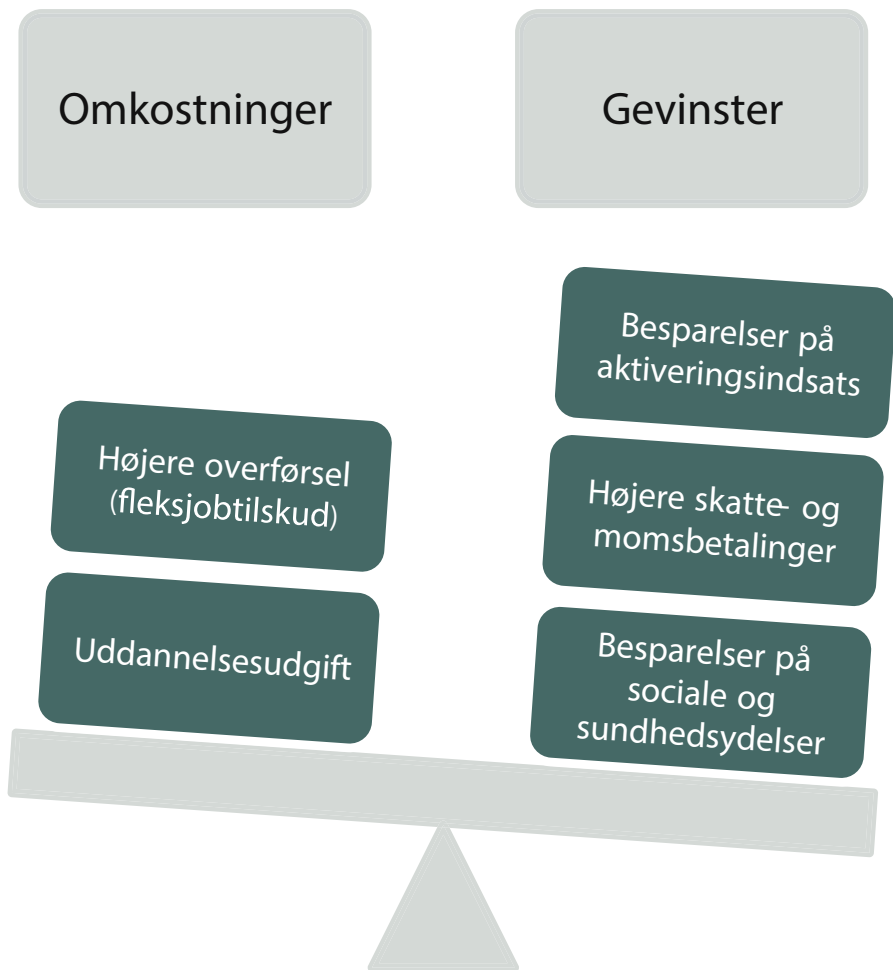 Omkostninger
Gevinster
Højere overførsel
(fleksjobtilskud)
Uddannelsesudgift
Besparelser på
aktiveringsindsats
Højere skatte- og
momsbetalinger
Besparelser på
sociale og
sundhedsydelser